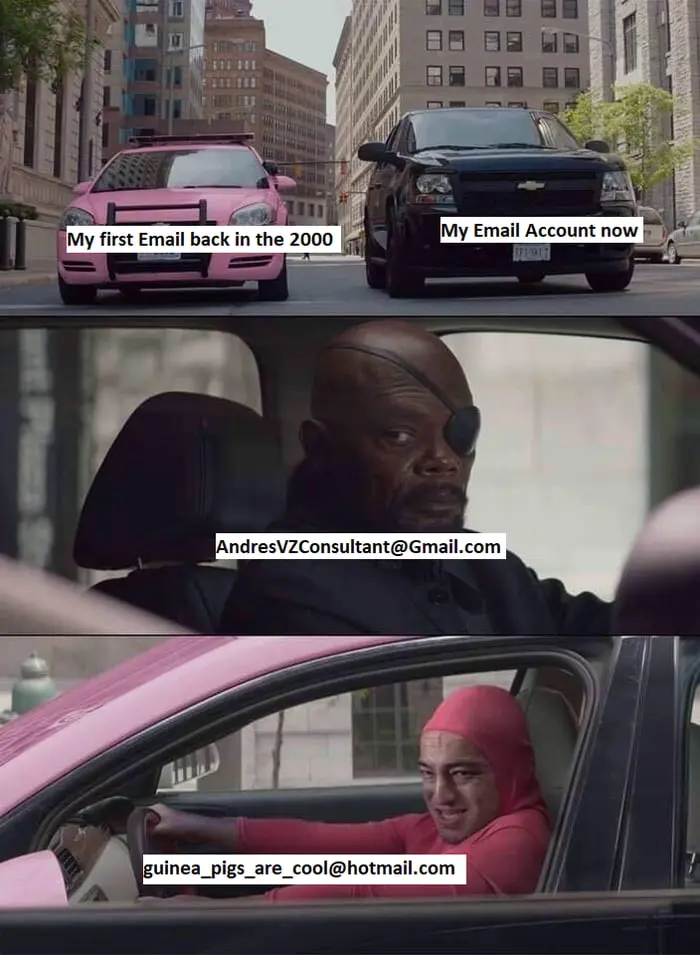 My first Email back in the 2000
My Email Account now
AndresVZConsultant@Gmail.com
guinea_pigs_are_cool@hotmail.com